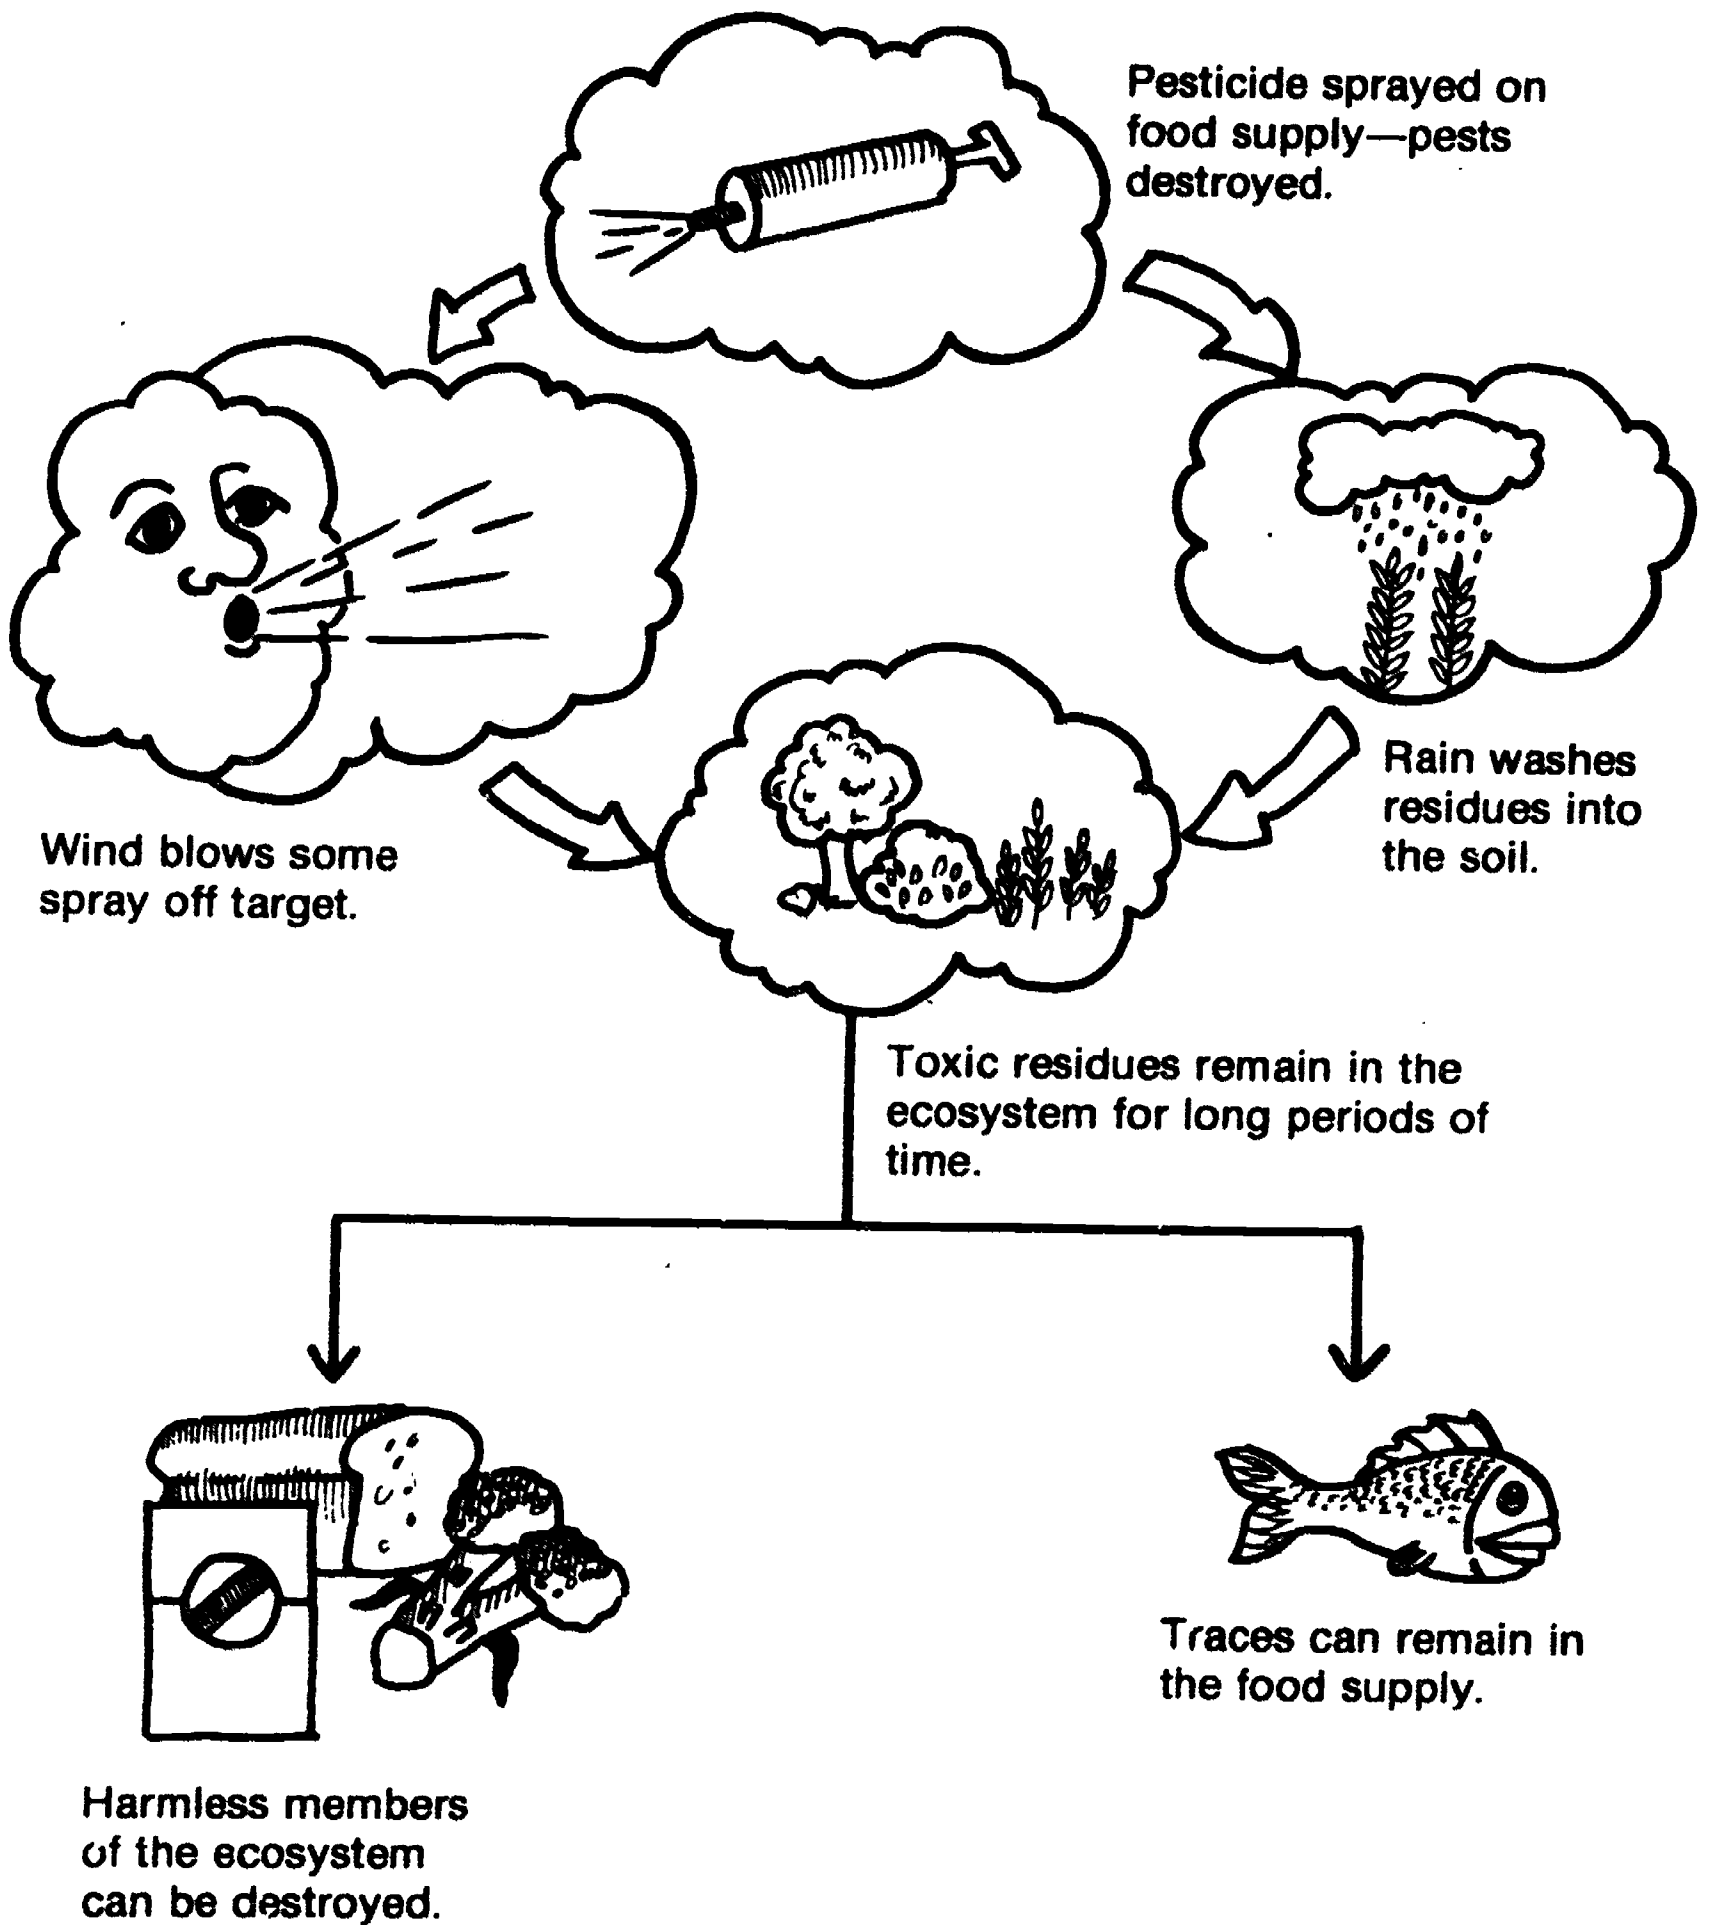 Pesticide sprayed on
food supply—pests
destroyed.
Wind blows some
spray off target.
Rain washes
residues into
the soil.
Toxic residues remain in the
ecosystem for long periods of
time.
Harmless members
of the ecosystem
can be destroyed.
Traces can remain in
the food supply.